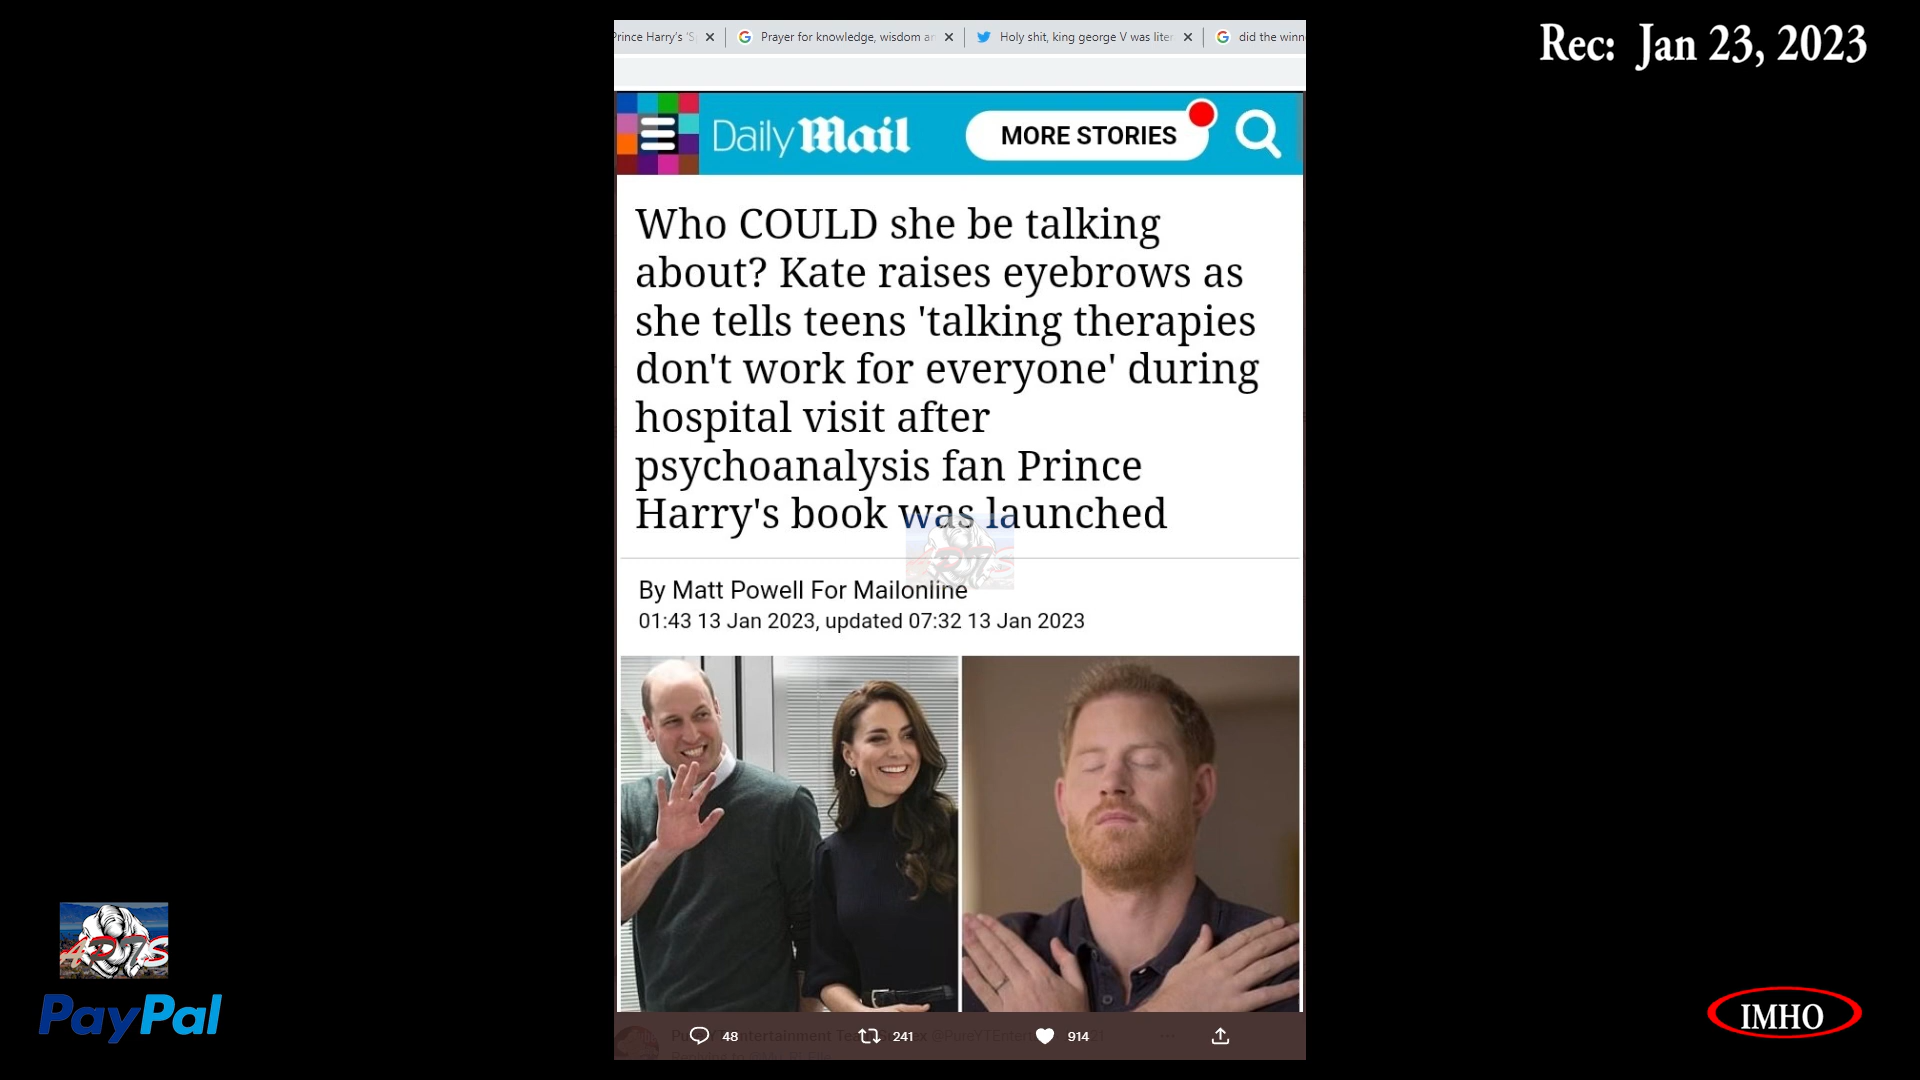 Prince Harry's 'S
Prayer for knowledge, wisdom a
Holy shit, king george V was liter
did the winn
Rec: Jan 23, 2023
Daily Mail
MORE STORIES
Who COULD she be talking
about? Kate raises eyebrows as
she tells teens 'talking therapies
don't work for everyone' during
hospital visit after
psychoanalysis fan Prince
Harry's book was launched
By Matt Powell For Mailonline
01:43 13 Jan 2023, updated 07:32 13 Jan 2023
48
241
914
PayPal
IMHO